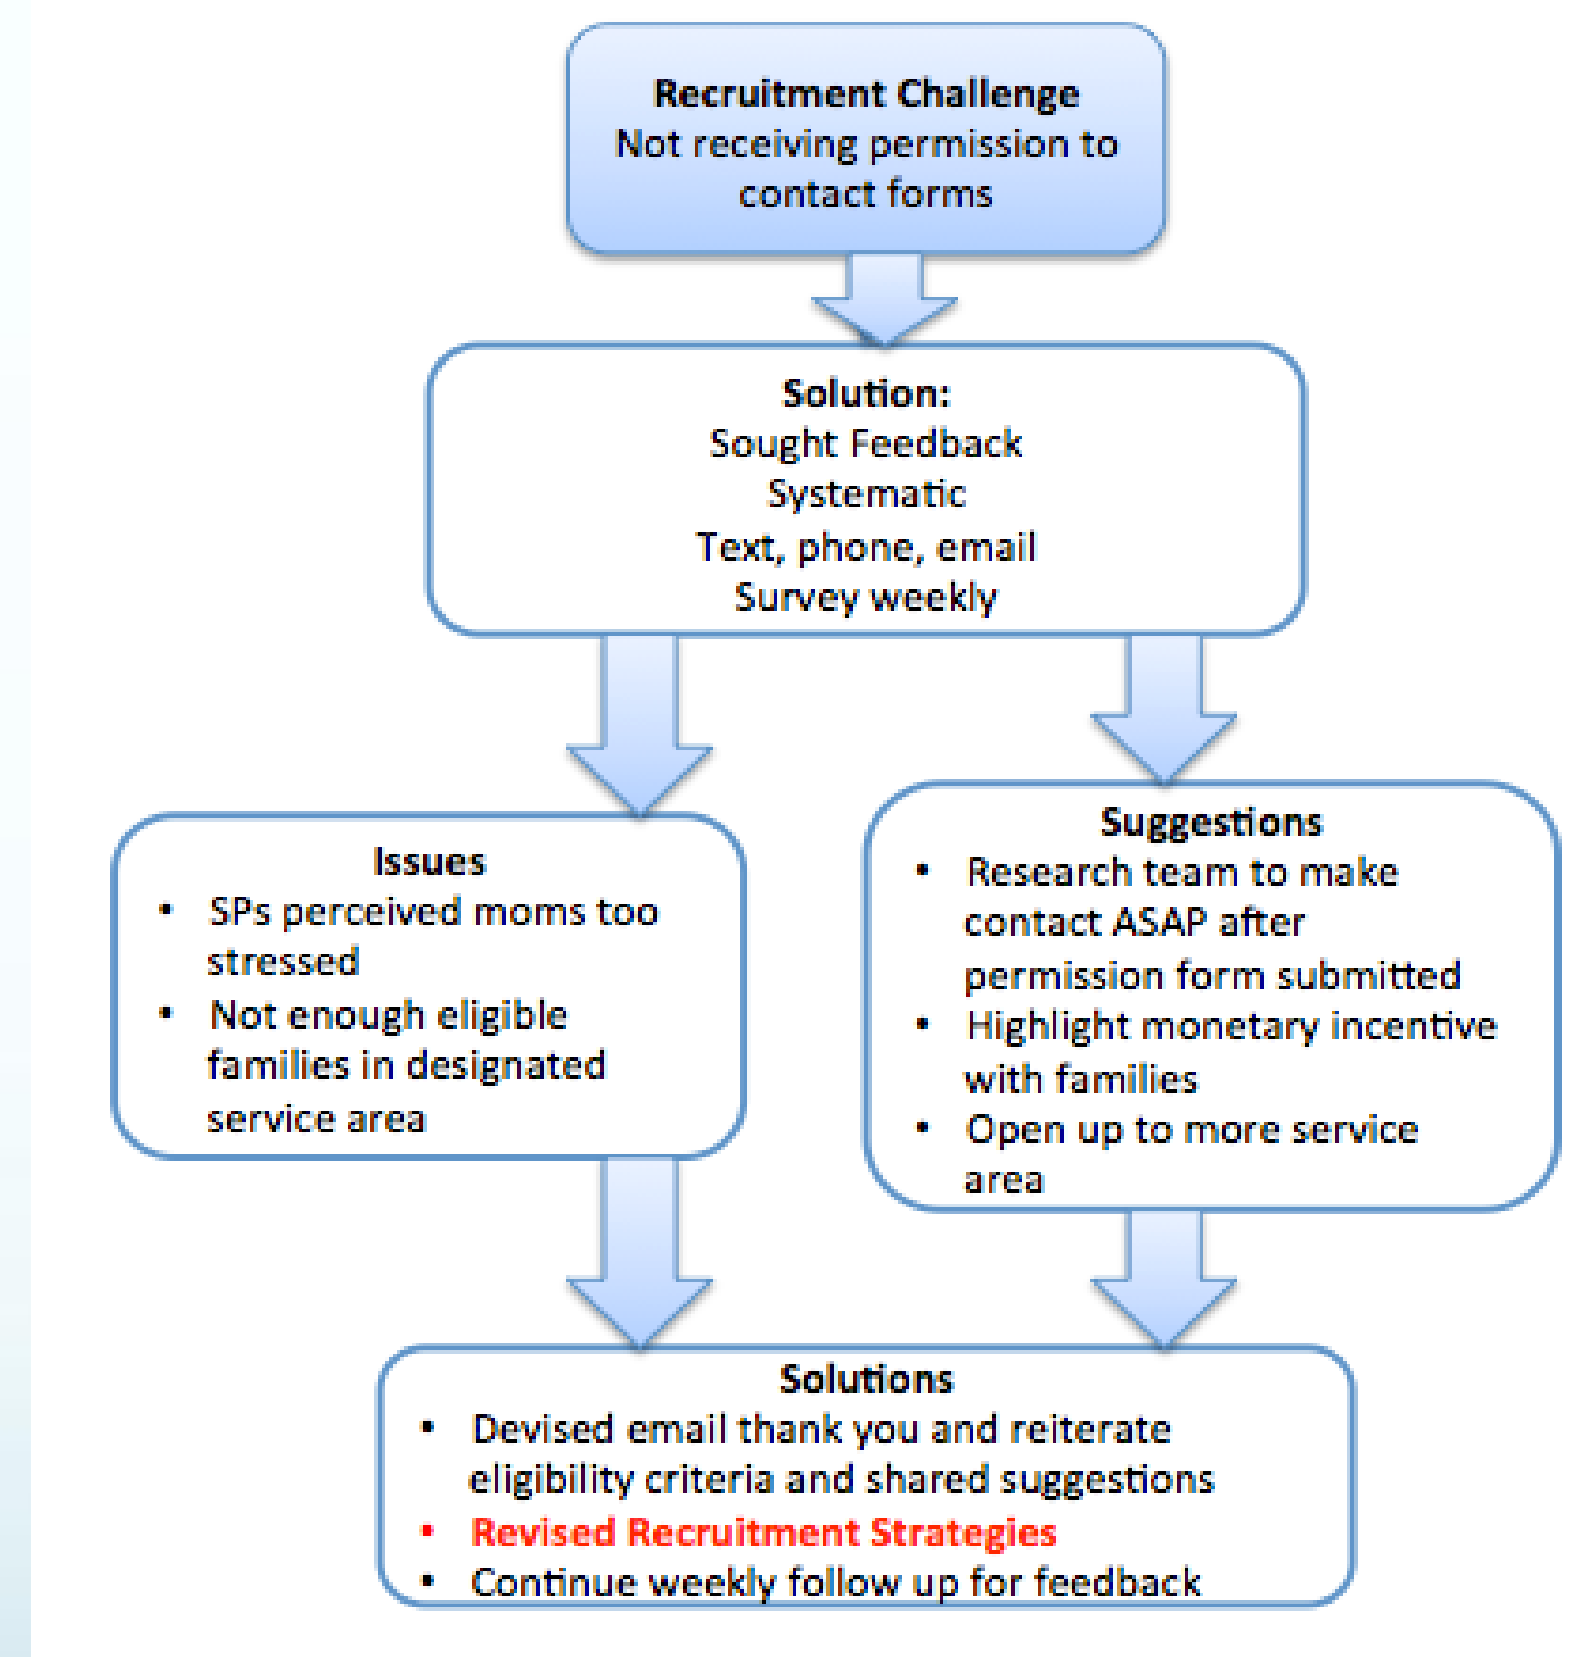 Recruitment Challenge
Not receiving permission to
contact forms
Solution:
Sought Feedback
Systematic
Text, phone, email
Survey weekly
Issues
• SPs perceived moms too
stressed
• Not enough eligible
families in designated
service area
Suggestions
• Research team to make
contact ASAP after
permission form submitted
• Highlight monetary incentive
with families
• Open up to more service
area
Solutions
• Devised email thank you and reiterate
eligibility criteria and shared suggestions
• Revised Recruitment Strategies
• Continue weekly follow up for feedback